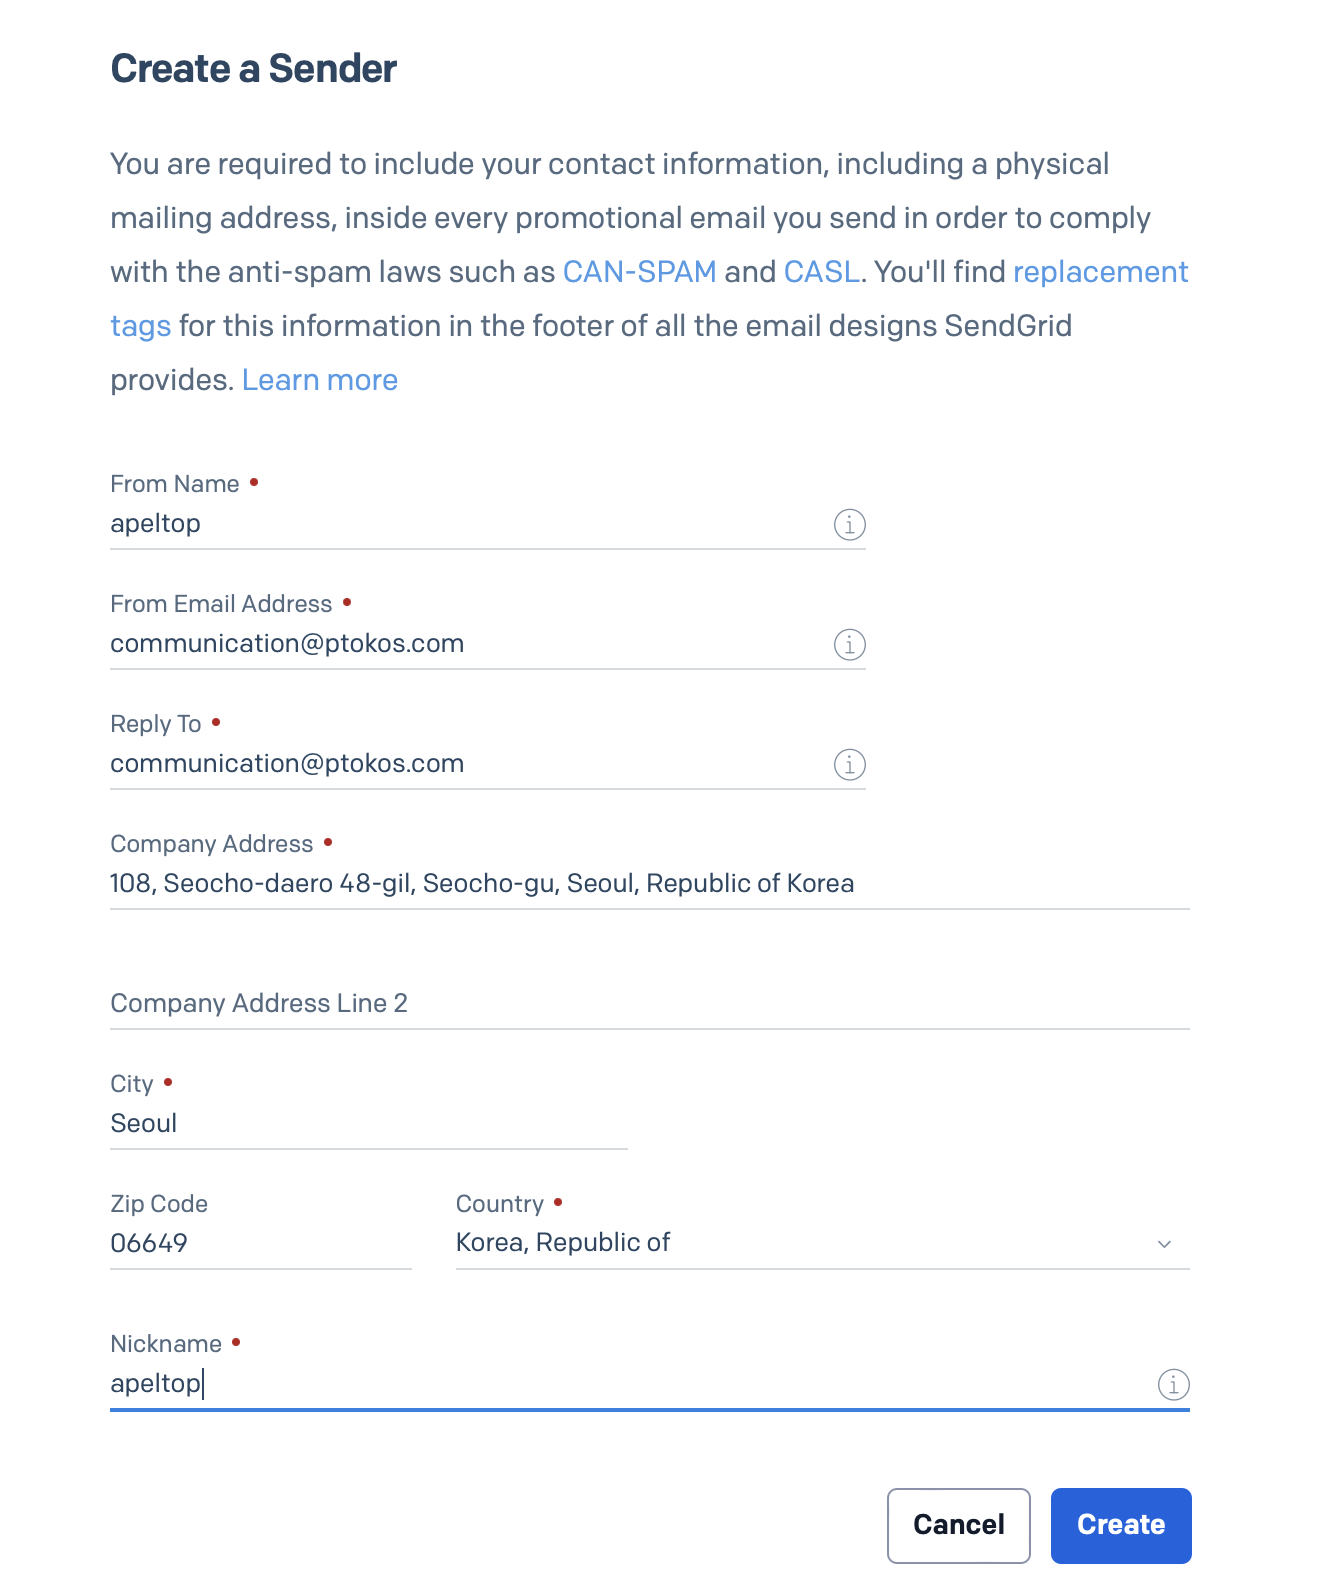 Create a Sender
You are required to include your contact information, including a physical
mailing address, inside every promotional email you send in order to comply
with the anti-spam laws such as CAN-SPAM and CASL. You'll find replacement
tags for this information in the footer of all the email designs SendGrid
provides. Learn more
From Name •
apeltop
From Email Address •
communication@ptokos.com
Reply To •
communication@ptokos.com
Company Address •
108, Seocho-daero 48-gil, Seocho-gu, Seoul, Republic of Korea
Company Address Line 2
City •
Seoul
Zip Code Country •
06649 Korea, Republic of
Nickname •
apeltop
Cancel Create